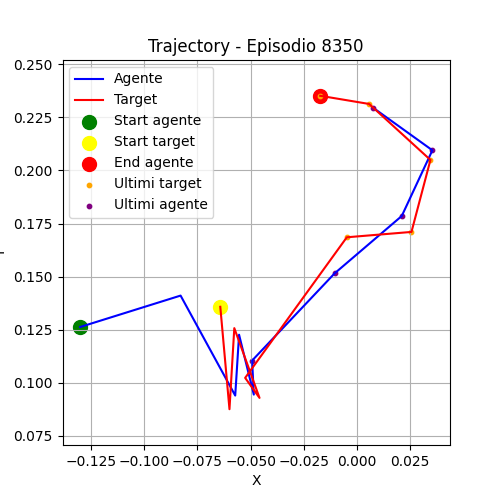 Trajectory - Episodio 8350
0.250
0.225
0.200
0.175
0.150
0.125
0.100
0.075
Agente
Target
Start agente
Start target
End agente
Ultimi target
Ultimi agente
−0.125 −0.100 −0.075 −0.050 −0.025 0.000 0.025
X